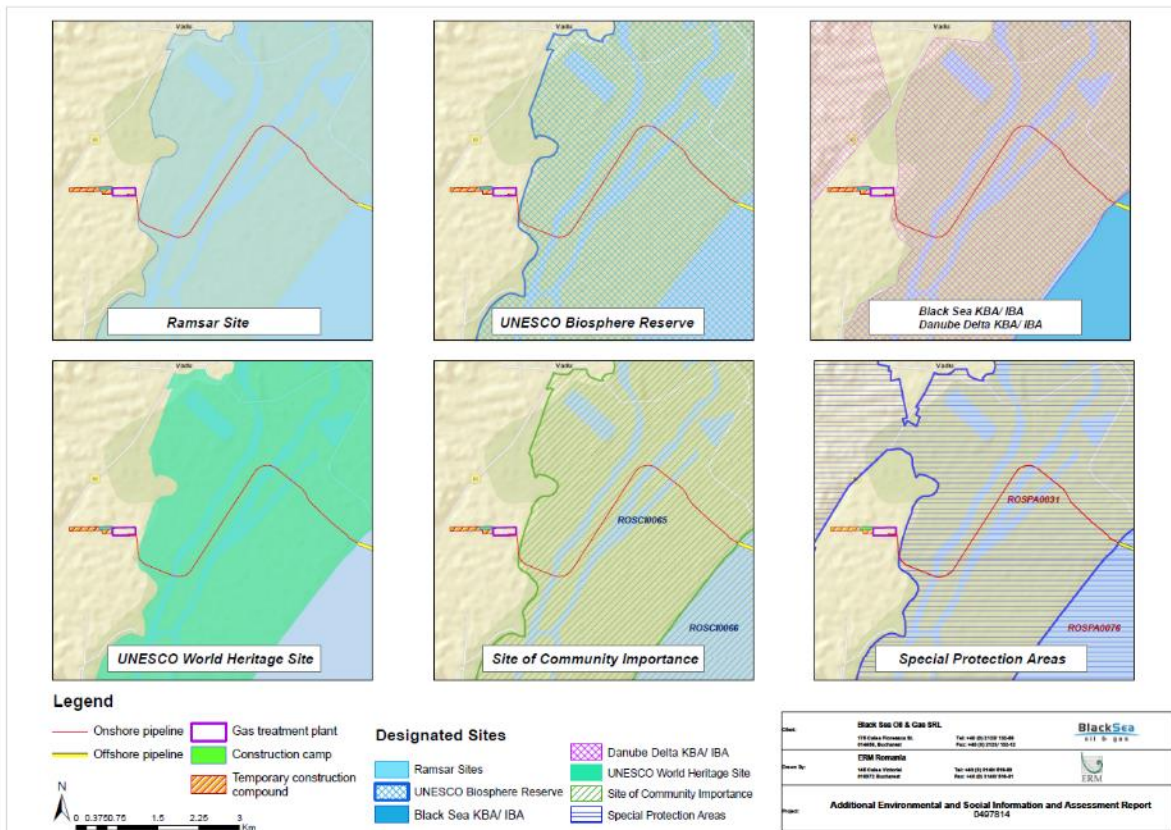 Vadu
Vadu
Ramsar Site
UNESCO Biosphere Reserve
Black Sea KBA/ IBA
Danube Delta KBA/ IBA
Vadu
Vadu
UNESCO World Heritage Site
ROSCI0065
ROSCI0066
Site of Community Importance
ROSPA0031
ROSPA0076
Special Protection Areas
Legend
Onshore pipeline
Gas treatment plant
Offshore pipeline
Construction camp
Temporary construction
compound
N
0 0.3750.75 1.5 2.25 3
Km
Designated Sites
Ramsar Sites
UNESCO Biosphere Reserve
Black Sea KBA/ IBA
Danube Delta KBA/ IBA
UNESCO World Heritage Site
Site of Community Importance
Special Protection Areas
Client:
Black Sea Oil & Gas SRL
BlackSea
oil & gas
Drawn By:
ERM Romania
ERM
Project:
Additional Environmental and Social Information and Assessment Report
0497814